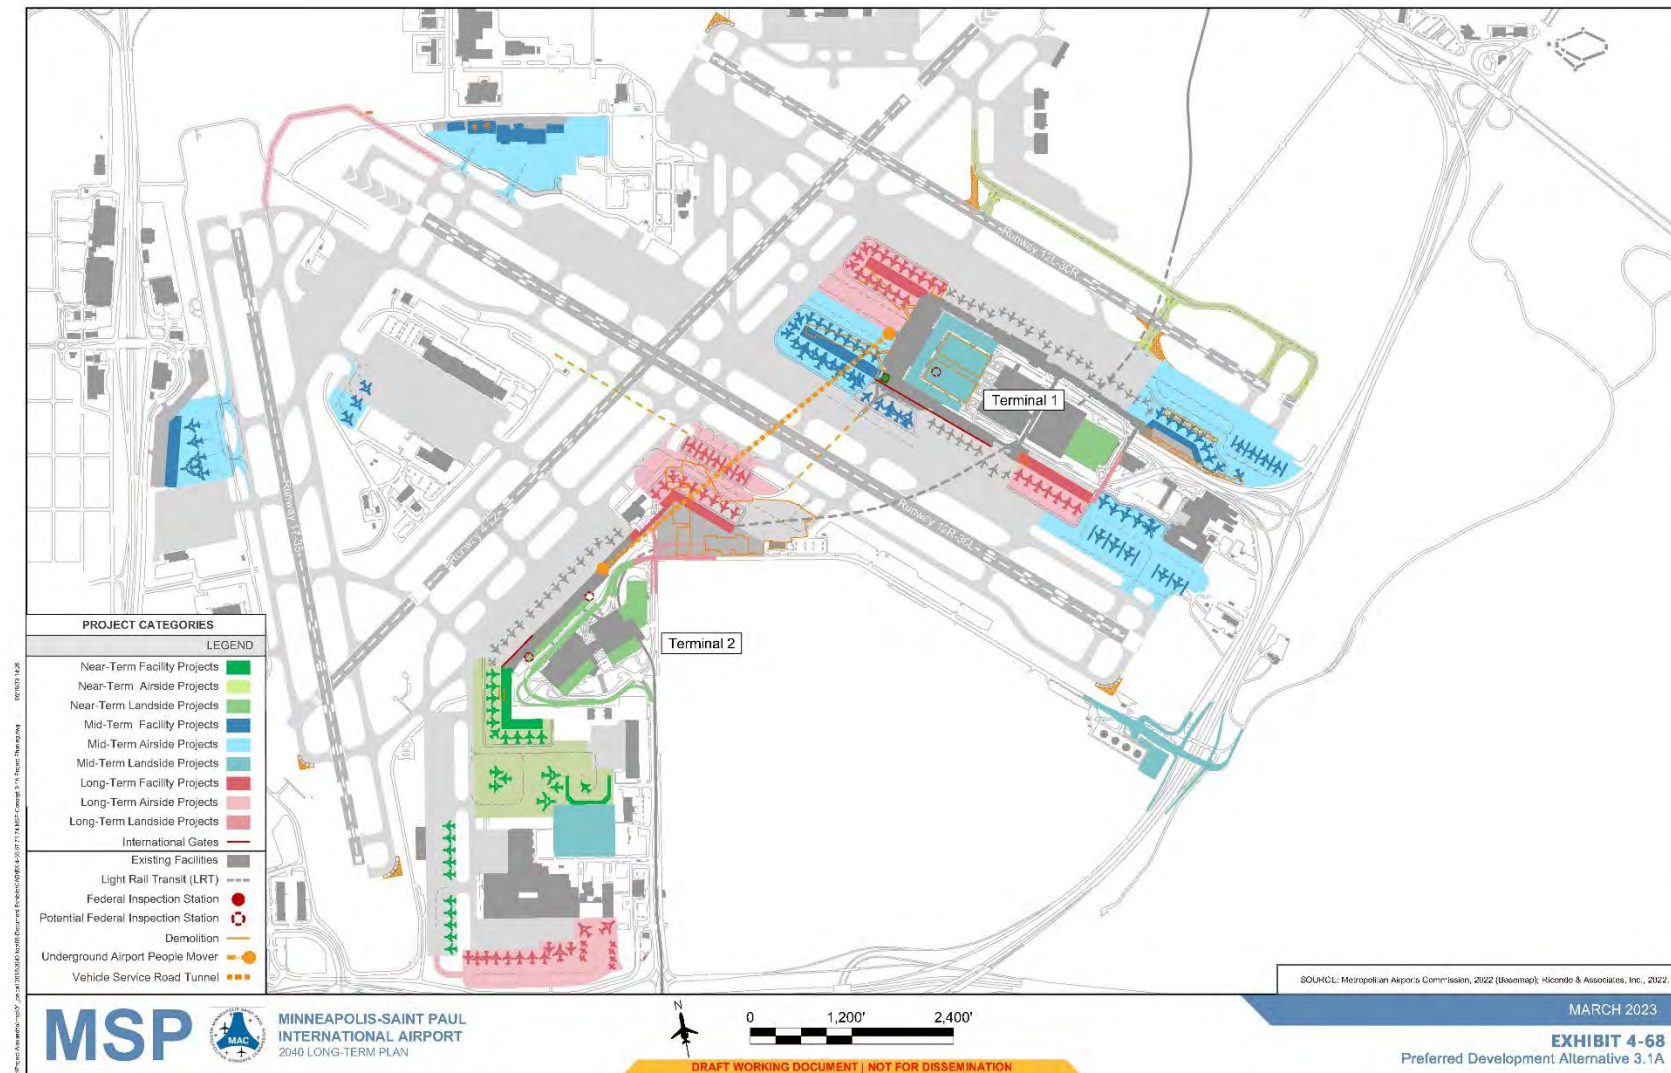 Runway 12L-30R
Terminal 1
Runway 4-22
Runway 17-35
Runway 12R-30L
Terminal 2
PROJECT CATEGORIES
LEGEND
Near-Term Facility Projects
Near-Term Airside Projects
Near-Term Landside Projects
Mid-Term Facility Projects
Mid-Term Airside Projects
Mid-Term Landside Projects
Long-Term Facility Projects
Long-Term Airside Projects
Long-Term Landside Projects
International Gates
Existing Facilities
Light Rail Transit (LRT)
Federal Inspection Station
Potential Federal Inspection Station
Demolition
Underground Airport People Mover
Vehicle Service Road Tunnel
SOURCE: Metropolitan Airports Commission, 2022 (Basemap); Ricondo & Associates, Inc., 2022.
MSP
MAC
MINNEAPOLIS-SAINT PAUL
INTERNATIONAL AIRPORT
2040 LONG-TERM PLAN
N
0 1,200' 2,400'
DRAFT WORKING DOCUMENT | NOT FOR DISSEMINATION
MARCH 2023
EXHIBIT 4-68
Preferred Development Alternative 3.1A